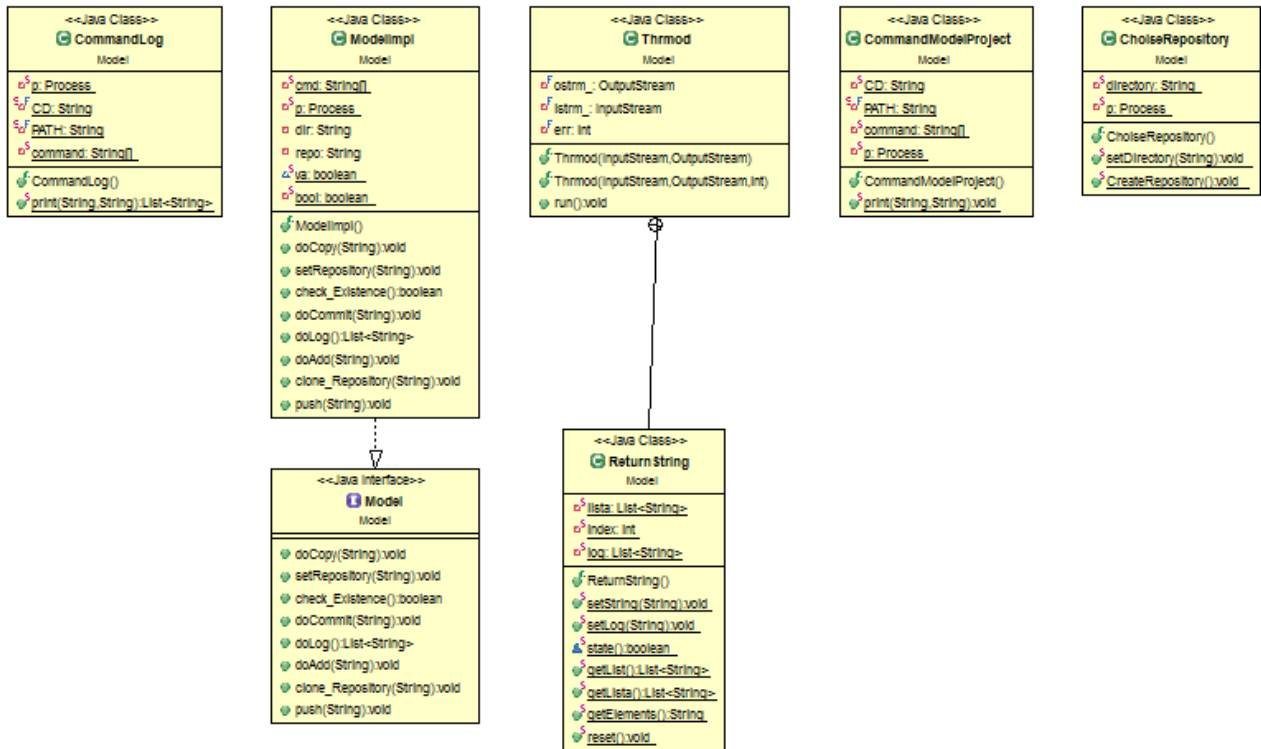 <<Java Class>>
CommandLog
Model
p: Process
CD: String
PATH: String
command: String[]
CommandLog()
print(String,String):List<String>
<<Java Class>>
ModelImpl
Model
cmd: String[]
p: Process
dir: String
repo: String
va: boolean
bool: boolean
ModelImpl()
doCopy(String):void
setRepository(String):void
check_Existence():boolean
doCommit(String):void
doLog():List<String>
doAdd(String):void
clone_Repository(String):void
push(String):void
<<Java Interface>>
Model
Model
doCopy(String):void
setRepository(String):void
check_Existence():boolean
doCommit(String):void
doLog():List<String>
doAdd(String):void
clone_Repository(String):void
push(String):void
<<Java Class>>
Thrmod
Model
ostrm_: OutputStream
istrm_: InputStream
err: int
Thrmod(InputStream,OutputStream)
Thrmod(InputStream,OutputStream,int)
run():void
<<Java Class>>
ReturnString
Model
lista: List<String>
index: int
log: List<String>
ReturnString()
setString(String):void
setLog(String):void
state():boolean
getList():List<String>
getLista():List<String>
getElements():String
reset():void
<<Java Class>>
CommandModelProject
Model
CD: String
PATH: String
command: String[]
p: Process
CommandModelProject()
print(String,String):void
<<Java Class>>
ChoiseRepository
Model
directory: String
p: Process
ChoiseRepository()
setDirectory(String):void
CreateRepository():void